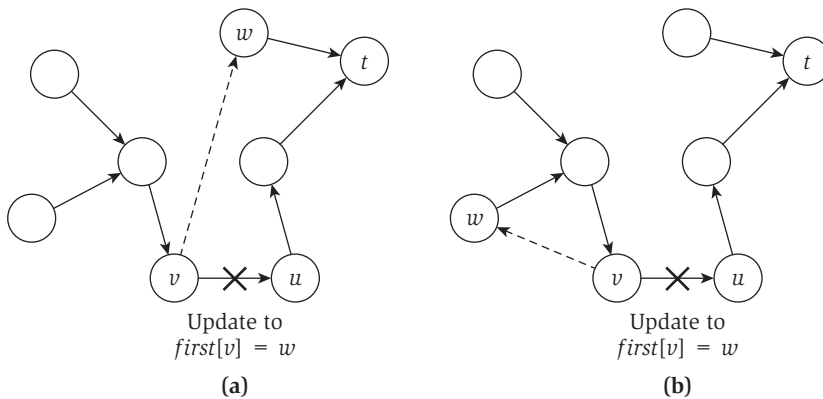 w
t
v
u
Update to
first[v] = w
(a)
t
w
v
u
Update to
first[v] = w
(b)